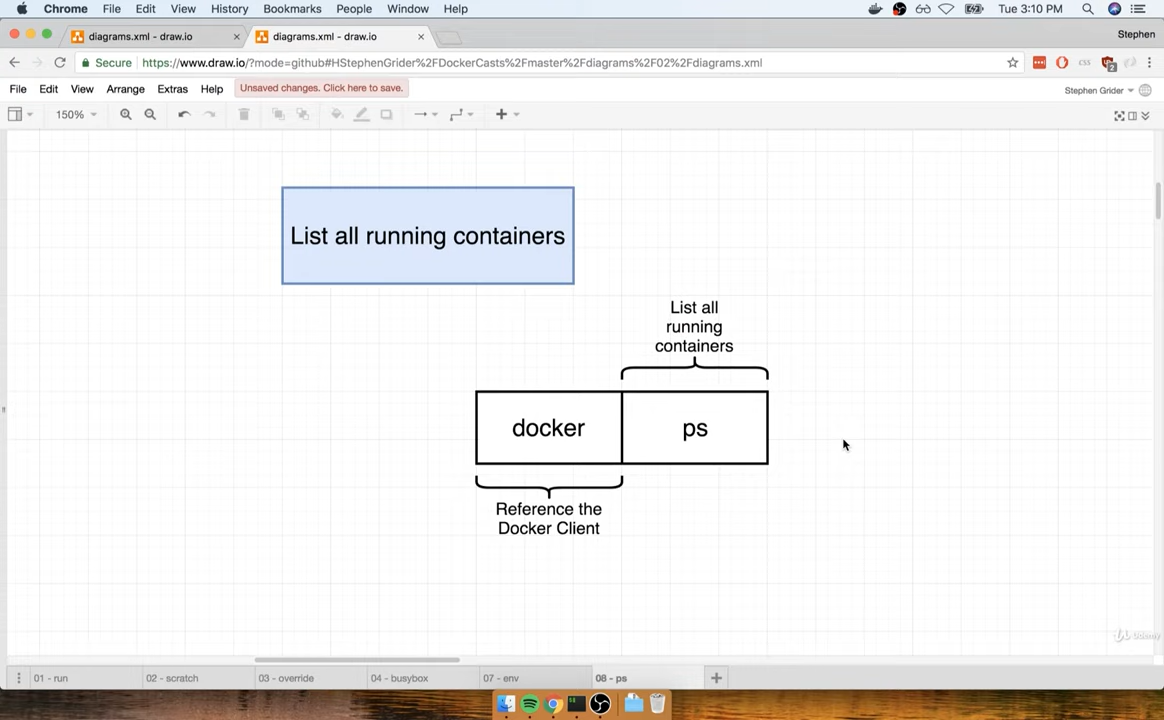 Chrome File Edit View History Bookmarks People Window Help Tue 3:10 PM
diagrams.xml - draw.io diagrams.xml - draw.io Stephen
Secure https://www.draw.io/?mode=github#HStephenGrider%2FDockerCasts%2Fmaster%2Fdiagrams%2F02%2Fdiagrams.xml css 2
File Edit View Arrange Extras Help Unsaved changes. Click here to save. Stephen Grider
150%
List all running containers
List all
running
containers
docker ps
Reference the
Docker Client
Udemy
01 - run 02 - scratch 03 - override 04 - busybox 07 - env 08 - ps